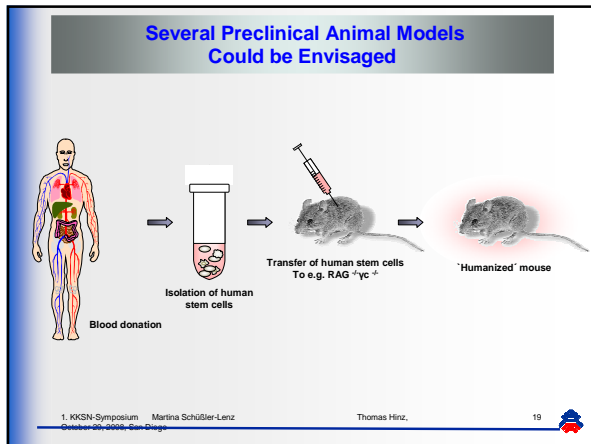 Several Preclinical Animal Models
Could be Envisaged
Blood donation
Isolation of human
stem cells
Transfer of human stem cells
To e.g. RAG -/-γc -/-
`Humanized´ mouse
1. KKSN-Symposium Martina Schüßler-Lenz Thomas Hinz, 19
October 29, 2008, San Diego